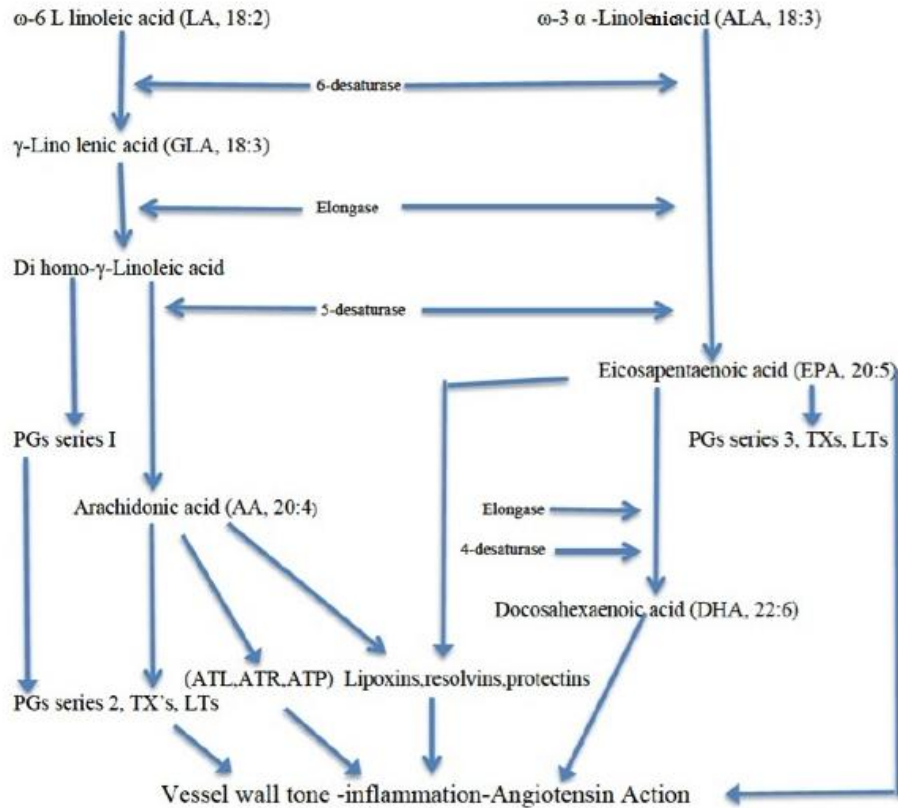 ω-6 L linoleic acid (LA, 18:2)
ω-3 α -Linolenic acid (ALA, 18:3)
6-desaturase
γ-Lino lenic acid (GLA, 18:3)
Elongase
Di homo-γ-Linoleic acid
5-desaturase
Eicosapentaenoic acid (EPA, 20:5)
PGs series I
PGs series 3, TXs, LTs
Arachidonic acid (AA, 20:4)
Elongase
4-desaturase
Docosahexaenoic acid (DHA, 22:6)
(ATL,ATR,ATP) Lipoxins,resolvins,protectins
PGs series 2, TX's, LTs
Vessel wall tone -inflammation-Angiotensin Action